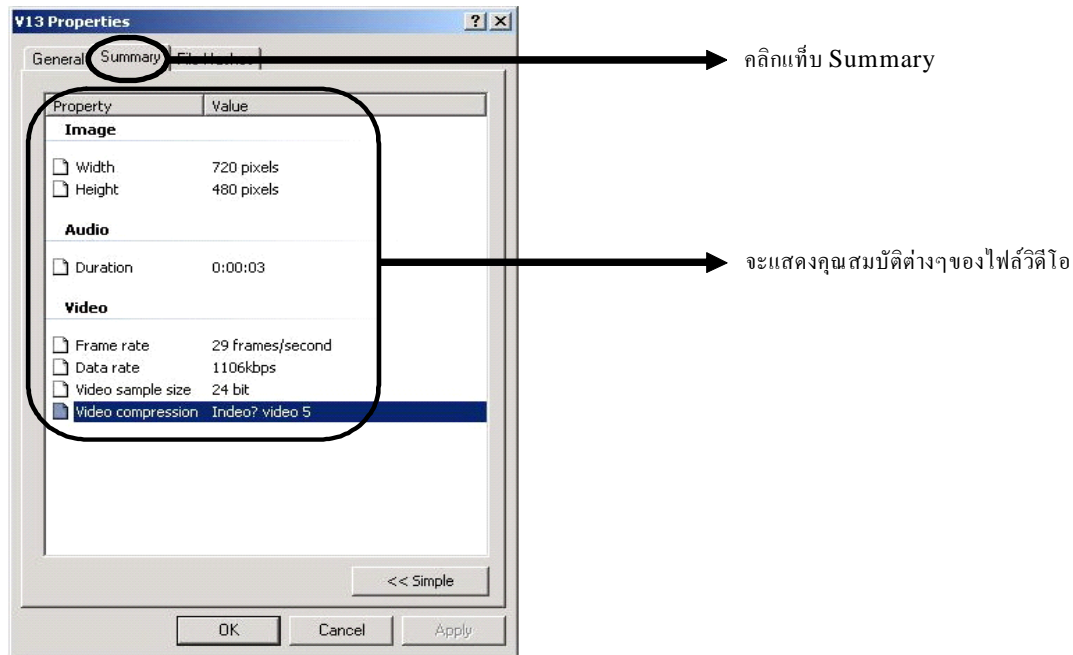 V13 Properties
General Summary File Hashes
คลิกแท็บ Summary
Property Value
Image
Width 720 pixels
Height 480 pixels
Audio
Duration 0:00:03
จะแสดงคุณสมบัติต่างๆของไฟล์วิดีโอ
Video
Frame rate 29 frames/second
Data rate 1106kbps
Video sample size 24 bit
Video compression Indeo? video 5
<< Simple
OK Cancel Apply